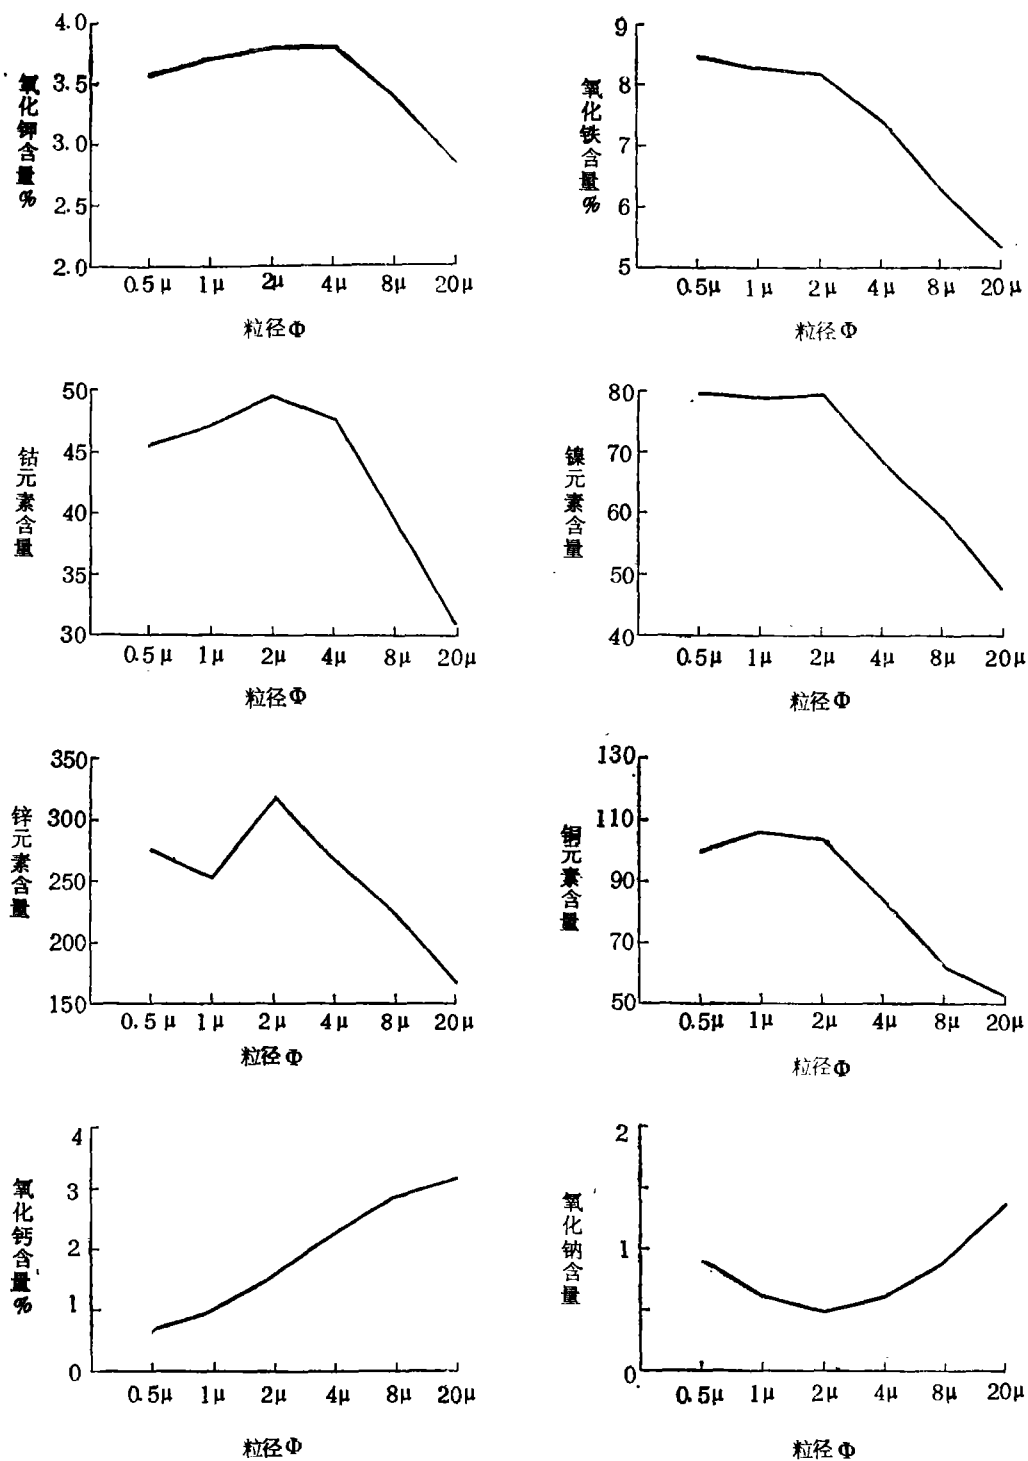 氧化钾含量%
4.0
3.5
3.0
2.5
2.0
0.5μ 1μ 2μ 4μ 8μ 20μ
粒径Φ
氧化铁含量%
9
8
7
6
5
0.5μ 1μ 2μ 4μ 8μ 20μ
粒径Φ
钴元素含量
50
45
40
35
30
0.5μ 1μ 2μ 4μ 8μ 20μ
粒径Φ
镍元素含量
80
70
60
50
40
0.5μ 1μ 2μ 4μ 8μ 20μ
粒径Φ
锌元素含量
350
300
250
200
150
0.5μ 1μ 2μ 4μ 8μ 20μ
粒径Φ
铜元素含量
130
110
90
70
50
0.5μ 1μ 2μ 4μ 8μ 20μ
粒径Φ
氧化钙含量%
4
3
2
1
0
0.5μ 1μ 2μ 4μ 8μ 20μ
粒径Φ
氧化钠含量
2
1
0
0.5μ 1μ 2μ 4μ 8μ 20μ
粒径Φ